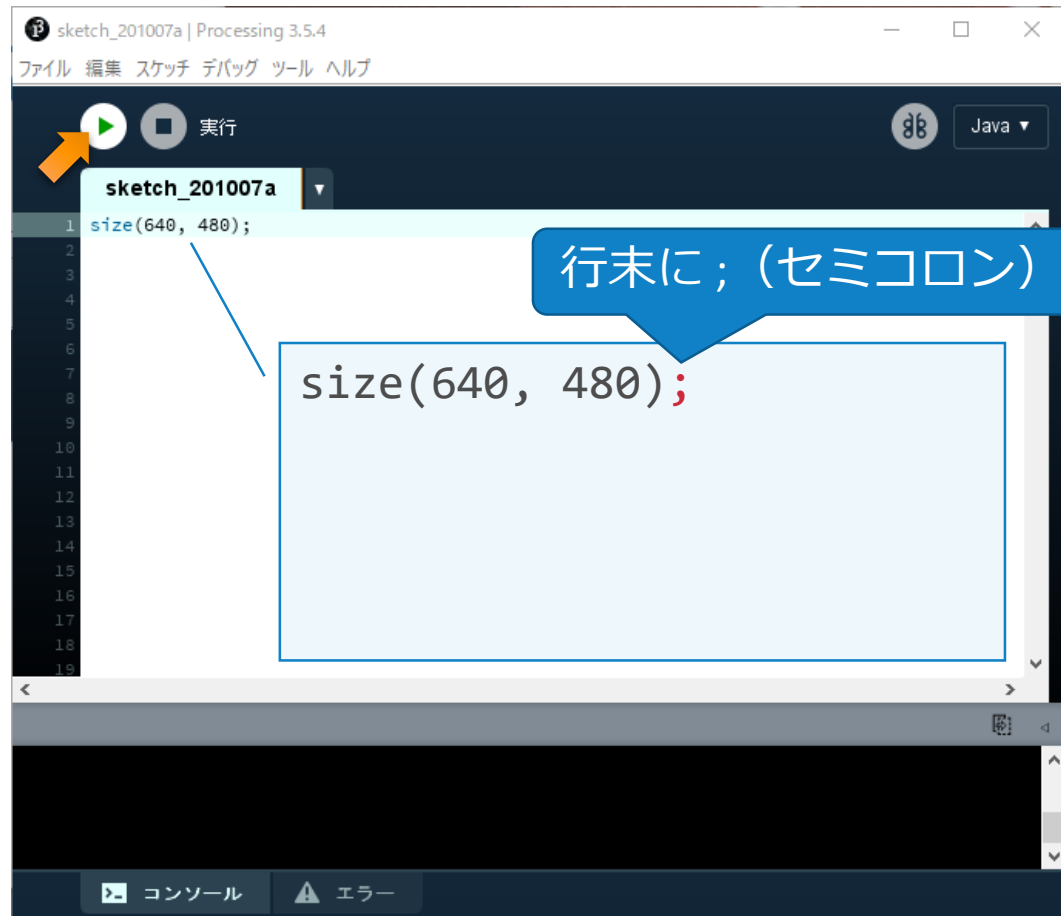 sketch_201007a | Processing 3.5.4
ファイル 編集 スケッチ デバッグ ツール ヘルプ
実行
Java ▼
sketch_201007a ▼
1 size(640, 480);
2
行末に ;（セミコロン）
3
4
5
6
7
size(640, 480);
8
9
10
11
12
13
14
15
16
17
18
19
コンソール
エラー